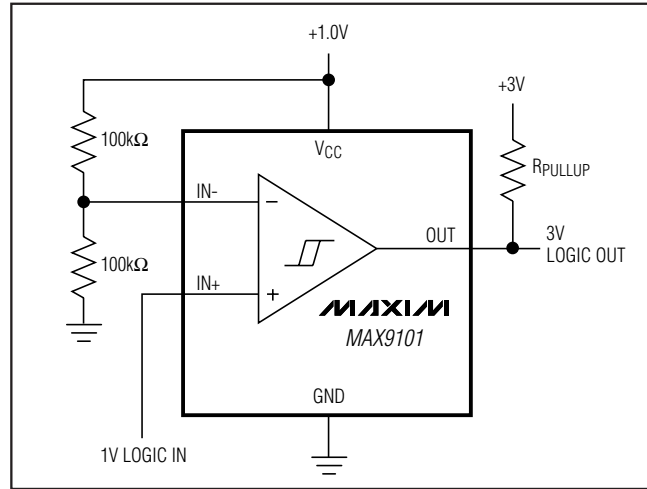 +1.0V
+3V
100kΩ
VCC
RPULLUP
IN-
−
OUT
3V
LOGIC OUT
100kΩ
IN+
+
MAXIM
MAX9101
GND
1V LOGIC IN